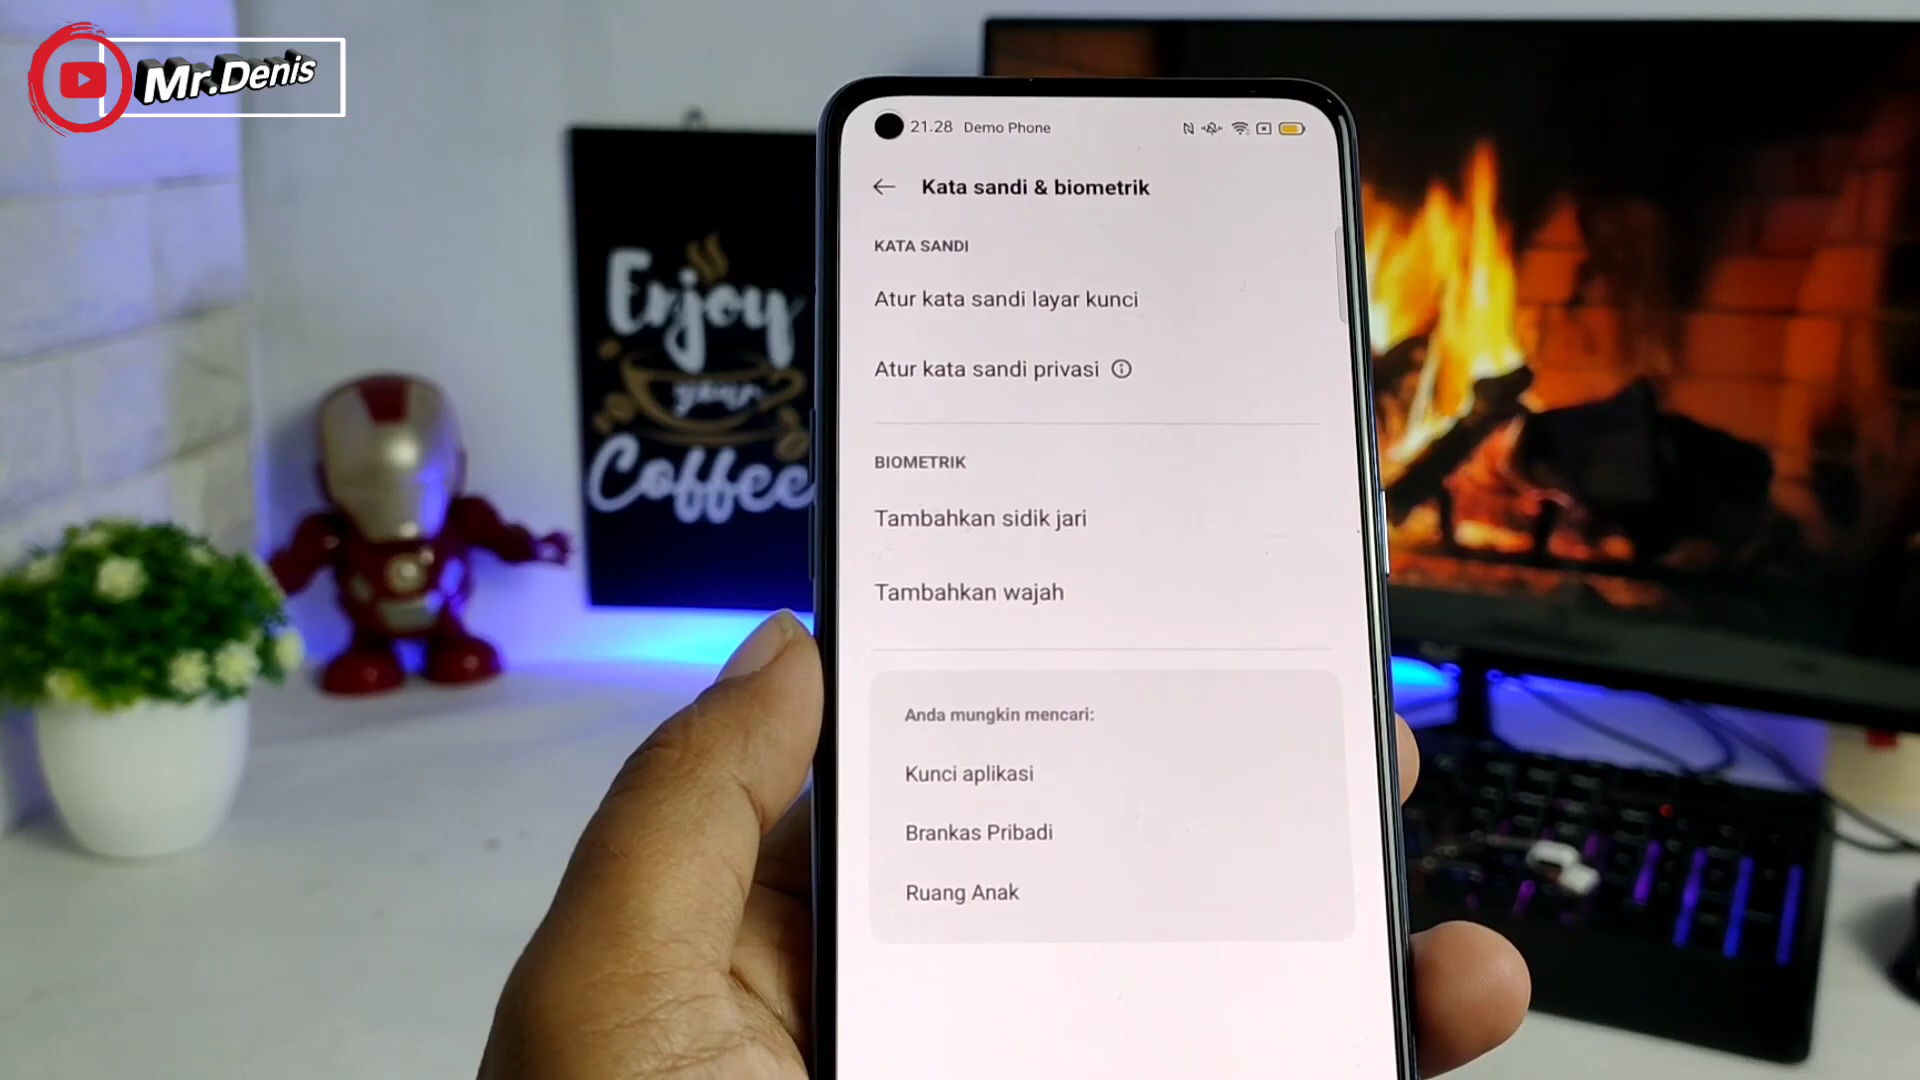 Mr.Denis
Enjoy
your
Coffee
21.28 Demo Phone
Kata sandi & biometrik
KATA SANDI
Atur kata sandi layar kunci
Atur kata sandi privasi
BIOMETRIK
Tambahkan sidik jari
Tambahkan wajah
Anda mungkin mencari:
Kunci aplikasi
Brankas Pribadi
Ruang Anak